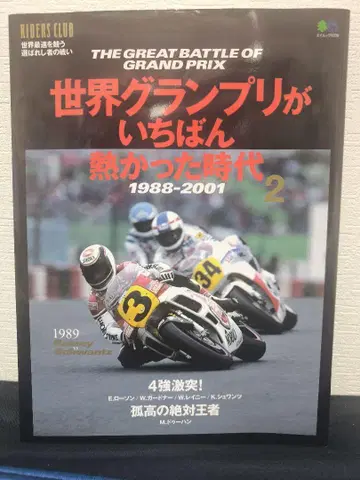 RIDERS CLUB
世界最速を競う
選ばれし者の戦い
THE GREAT BATTLE OF
GRAND PRIX
世界グランプリが
いちばん
熱かった時代
1988-2001
2
34
3
1989
vs
Schwantz
4強激突!
E.ローソン/W.ガードナー/W.レイニー/K.シュワンツ
孤高の絶対王者
M.ドゥーハン